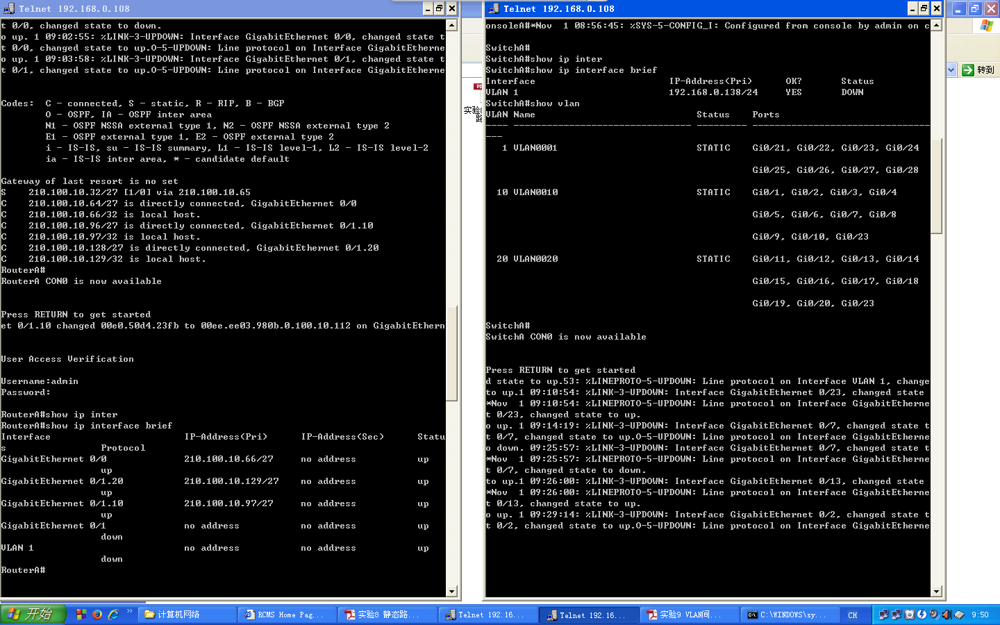 Telnet 192.168.0.108
t 0/0, changed state to down.
o up. 1 09:02:55: %LINK-3-UPDOWN: Interface GigabitEthernet 0/0, changed state t
t 0/0, changed state to up.O-5-UPDOWN: Line protocol on Interface GigabitEtherne
o up. 1 09:03:58: %LINK-3-UPDOWN: Interface GigabitEthernet 0/1, changed state t
t 0/1, changed state to up.O-5-UPDOWN: Line protocol on Interface GigabitEtherne
Codes:  C - connected, S - static, R - RIP, B - BGP
O - OSPF, IA - OSPF inter area
N1 - OSPF NSSA external type 1, N2 - OSPF NSSA external type 2
E1 - OSPF external type 1, E2 - OSPF external type 2
i - IS-IS, su - IS-IS summary, L1 - IS-IS level-1, L2 - IS-IS level-2
ia - IS-IS inter area, * - candidate default
Gateway of last resort is no set
S    210.100.10.32/27 [1/0] via 210.100.10.65
C    210.100.10.64/27 is directly connected, GigabitEthernet 0/0
C    210.100.10.66/32 is local host.
C    210.100.10.96/27 is directly connected, GigabitEthernet 0/1.10
C    210.100.10.97/32 is local host.
C    210.100.10.128/27 is directly connected, GigabitEthernet 0/1.20
C    210.100.10.129/32 is local host.
RouterA#
RouterA CON0 is now available
Press RETURN to get started
et 0/1.10 changed 00e0.50d4.23fb to 00ee.ee03.980b.0.100.10.112 on GigabitEthern
User Access Verification
Username:admin
Password:
RouterA#show ip inter
RouterA#show ip interface brief
Interface                        IP-Address(Pri)      IP-Address(Sec)      Statu
s                 Protocol
GigabitEthernet 0/0              210.100.10.66/27     no address           up
up
GigabitEthernet 0/1.20           210.100.10.129/27    no address           up
up
GigabitEthernet 0/1.10           210.100.10.97/27     no address           up
up
GigabitEthernet 0/1              no address           no address           up
down
VLAN 1                           no address           no address           up
down
RouterA#
Telnet 192.168.0.108
onsoleA#*Nov  1 08:56:45: %SYS-5-CONFIG_I: Configured from console by admin on c
SwitchA#
SwitchA#show ip inter
SwitchA#show ip interface brief
Interface                        IP-Address(Pri)      OK?       Status
VLAN 1                           192.168.0.138/24     YES       DOWN
SwitchA#show vlan
VLAN Name                             Status    Ports
---- -------------------------------- --------- --------------------------------
---
1 VLAN0001                         STATIC    Gi0/21, Gi0/22, Gi0/23, Gi0/24
Gi0/25, Gi0/26, Gi0/27, Gi0/28
10 VLAN0010                         STATIC    Gi0/1, Gi0/2, Gi0/3, Gi0/4
Gi0/5, Gi0/6, Gi0/7, Gi0/8
Gi0/9, Gi0/10, Gi0/23
20 VLAN0020                         STATIC    Gi0/11, Gi0/12, Gi0/13, Gi0/14
Gi0/15, Gi0/16, Gi0/17, Gi0/18
Gi0/19, Gi0/20, Gi0/23
SwitchA#
SwitchA CON0 is now available
Press RETURN to get started
d state to up.53: %LINEPROTO-5-UPDOWN: Line protocol on Interface VLAN 1, change
to up.1 09:10:54: %LINK-3-UPDOWN: Interface GigabitEthernet 0/23, changed state
*Nov  1 09:10:54: %LINEPROTO-5-UPDOWN: Line protocol on Interface GigabitEtherne
t 0/23, changed state to up.
o up. 1 09:14:19: %LINK-3-UPDOWN: Interface GigabitEthernet 0/7, changed state t
t 0/7, changed state to up.O-5-UPDOWN: Line protocol on Interface GigabitEtherne
o down. 09:25:57: %LINK-3-UPDOWN: Interface GigabitEthernet 0/7, changed state t
*Nov  1 09:25:57: %LINEPROTO-5-UPDOWN: Line protocol on Interface GigabitEtherne
t 0/7, changed state to down.
to up.1 09:26:00: %LINK-3-UPDOWN: Interface GigabitEthernet 0/13, changed state
*Nov  1 09:26:00: %LINEPROTO-5-UPDOWN: Line protocol on Interface GigabitEtherne
t 0/13, changed state to up.
o up. 1 09:29:14: %LINK-3-UPDOWN: Interface GigabitEthernet 0/2, changed state t
t 0/2, changed state to up.O-5-UPDOWN: Line protocol on Interface GigabitEtherne
实验
路
转到
开始
计算机网络
RCMS Home Pag...
实验8 静态路...
Telnet 192.16...
Telnet 192.16...
实验9 VLAN间...
C:\WINDOWS\sy...
CH
9:50